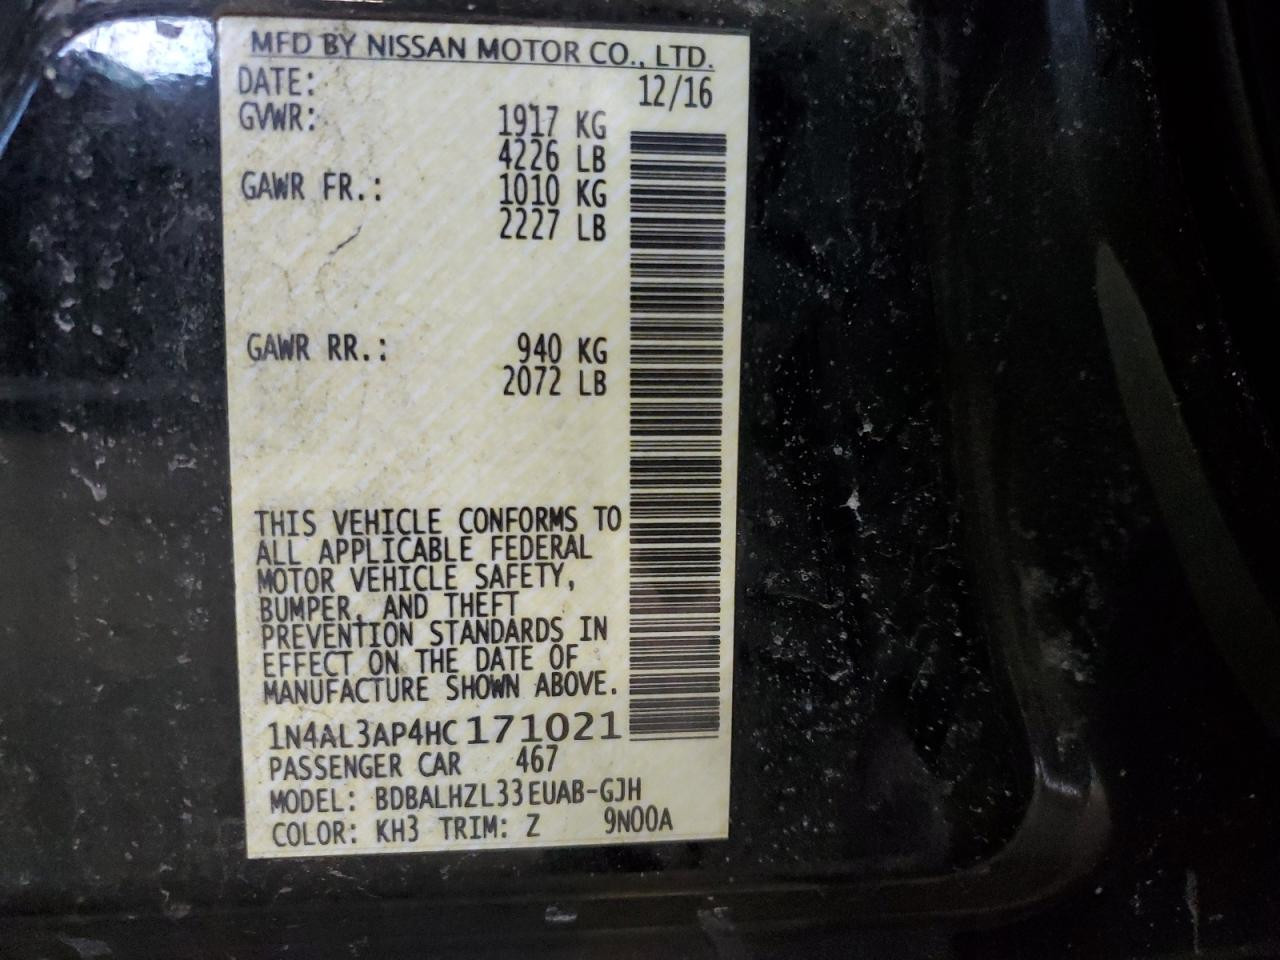 MFD BY NISSAN MOTOR CO., LTD.
DATE: 12/16
GVWR: 1917 KG
4226 LB
GAWR FR.: 1010 KG
2227 LB
GAWR RR.: 940 KG
2072 LB
THIS VEHICLE CONFORMS TO
ALL APPLICABLE FEDERAL
MOTOR VEHICLE SAFETY,
BUMPER, AND THEFT
PREVENTION STANDARDS IN
EFFECT ON THE DATE OF
MANUFACTURE SHOWN ABOVE.
1N4AL3AP4HC171021
PASSENGER CAR 467
MODEL: BDBALHZL33EUAB-GJH
COLOR: KH3 TRIM: Z 9N00A